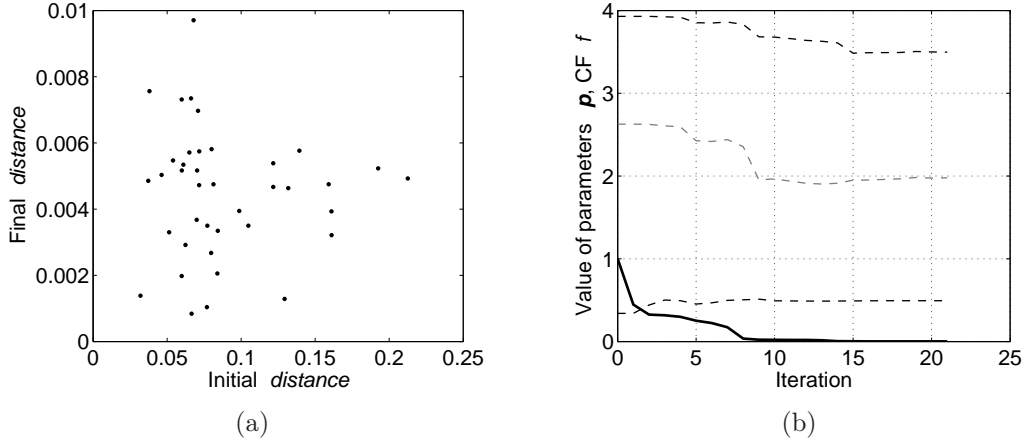 0.01
0.008
0.006
0.004
0.002
0
Final distance
0 0.05 0.1 0.15 0.2 0.25
Initial distance
(a)
4
3
2
1
0
Value of parameters p, CF f
0 5 10 15 20 25
Iteration
(b)